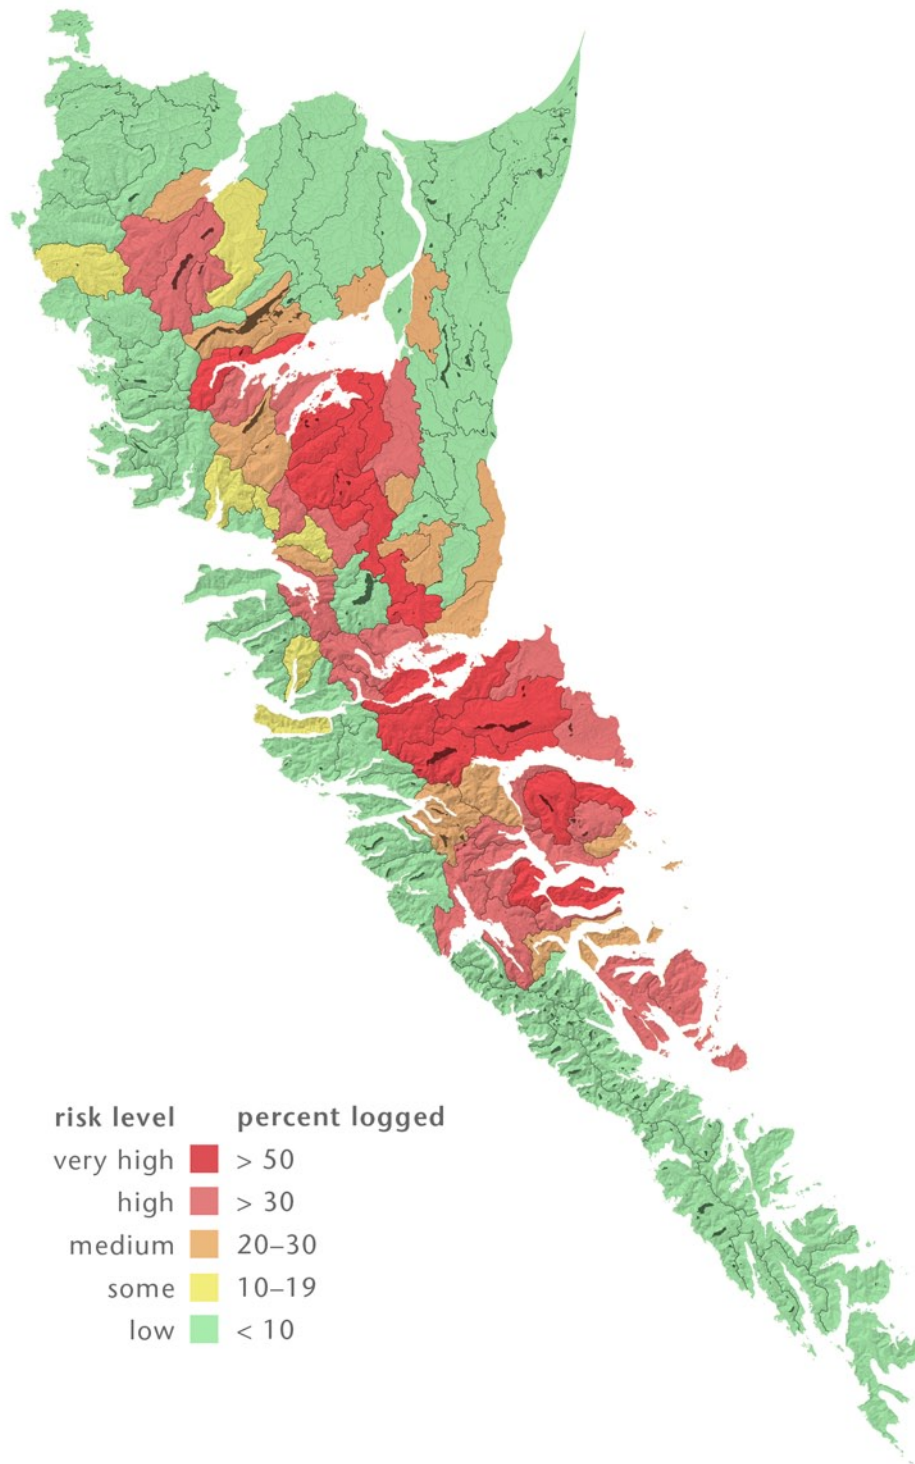 risk level percent logged
very high > 50
high > 30
medium 20–30
some 10–19
low < 10